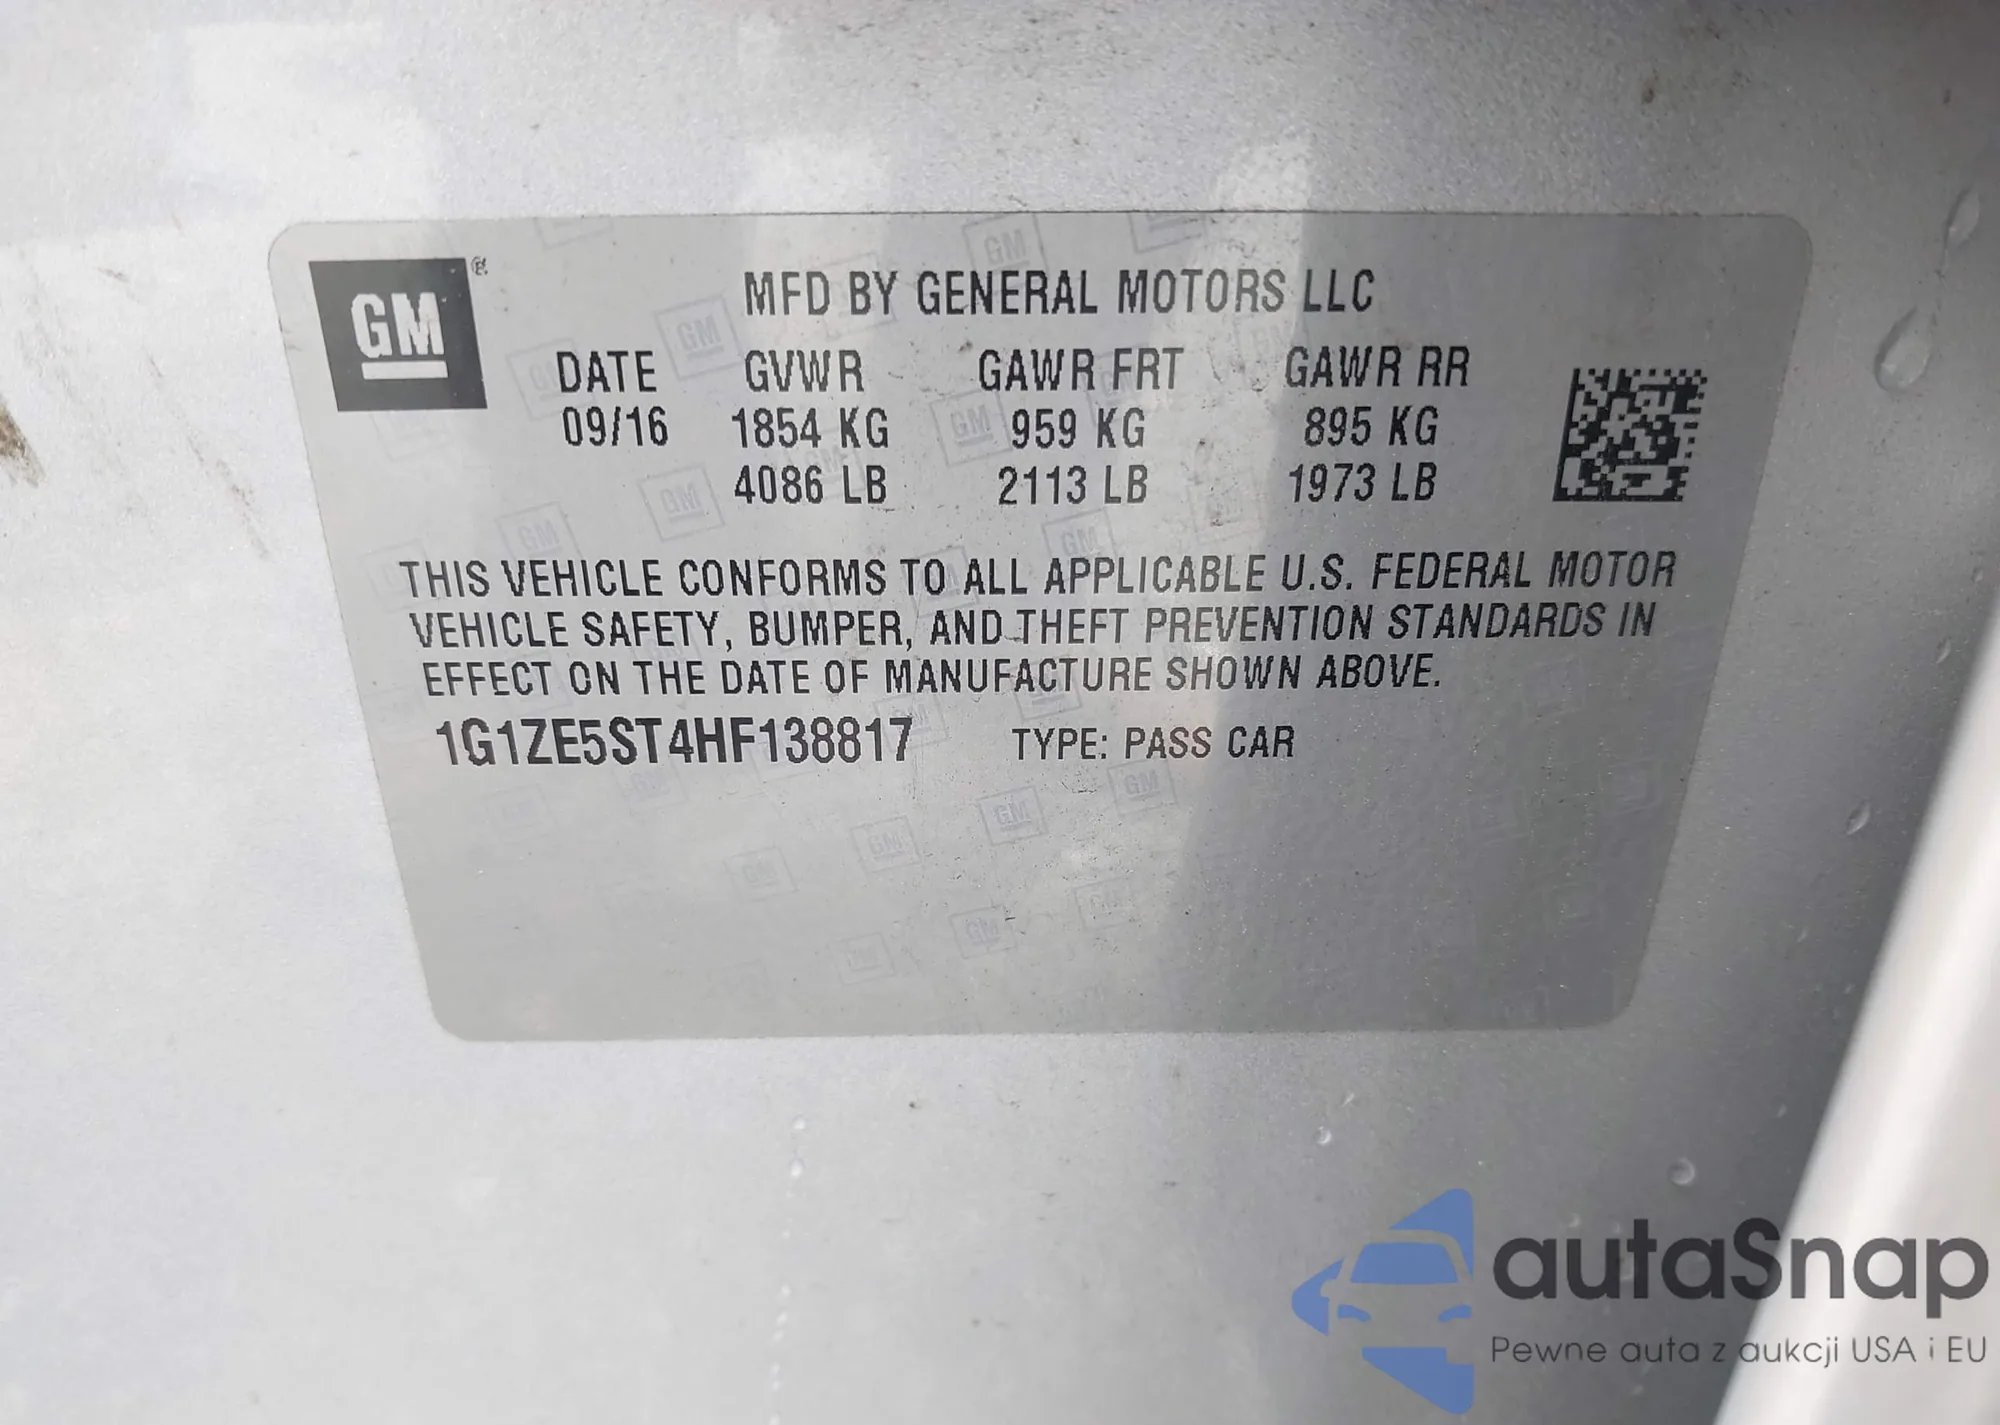 GM
MFD BY GENERAL MOTORS LLC
DATE GVWR GAWR FRT GAWR RR
09/16 1854 KG 959 KG 895 KG
4086 LB 2113 LB 1973 LB
THIS VEHICLE CONFORMS TO ALL APPLICABLE U.S. FEDERAL MOTOR
VEHICLE SAFETY, BUMPER, AND THEFT PREVENTION STANDARDS IN
EFFECT ON THE DATE OF MANUFACTURE SHOWN ABOVE.
1G1ZE5ST4HF138817 TYPE: PASS CAR
autaSnap
Pewne auta z aukcji USA i EU